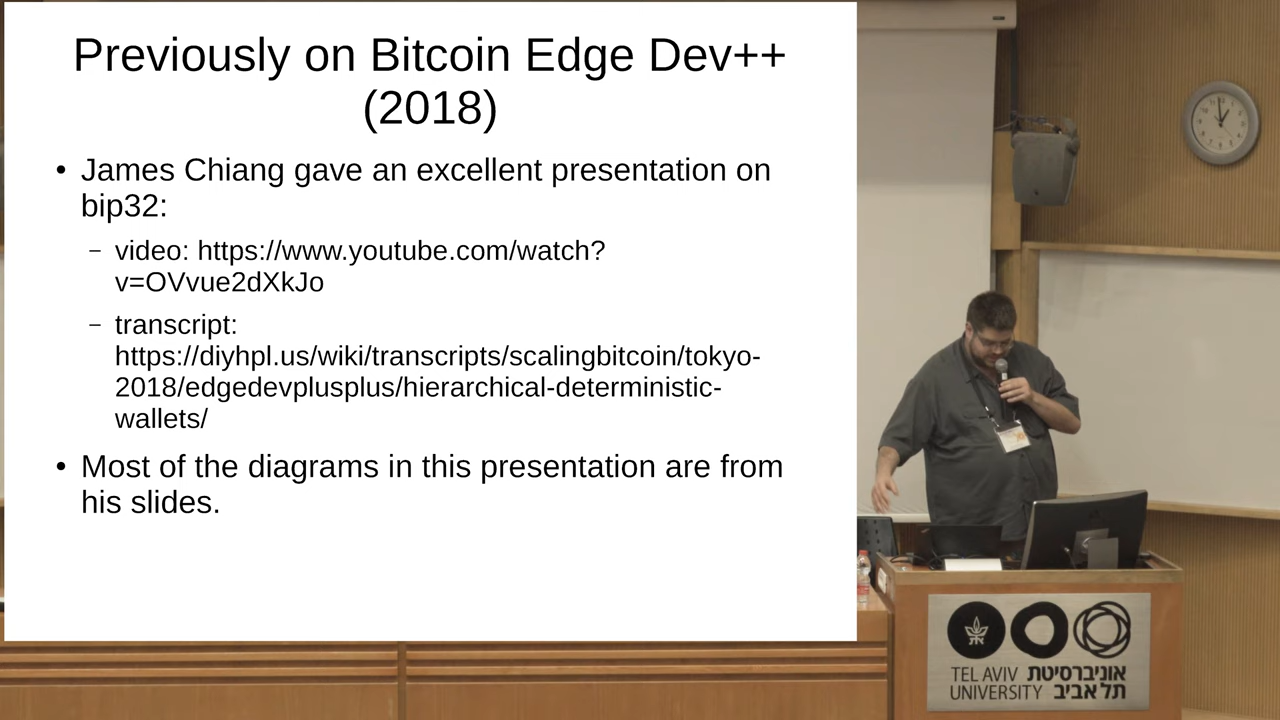 Previously on Bitcoin Edge Dev++
(2018)
• James Chiang gave an excellent presentation on
bip32:
– video: https://www.youtube.com/watch?
v=OVvue2dXkJo
– transcript:
https://diyhpl.us/wiki/transcripts/scalingbitcoin/tokyo-
2018/edgedevplusplus/hierarchical-deterministic-
wallets/
• Most of the diagrams in this presentation are from
his slides.
TEL AVIV אוניברסיטת
UNIVERSITY תל אביב